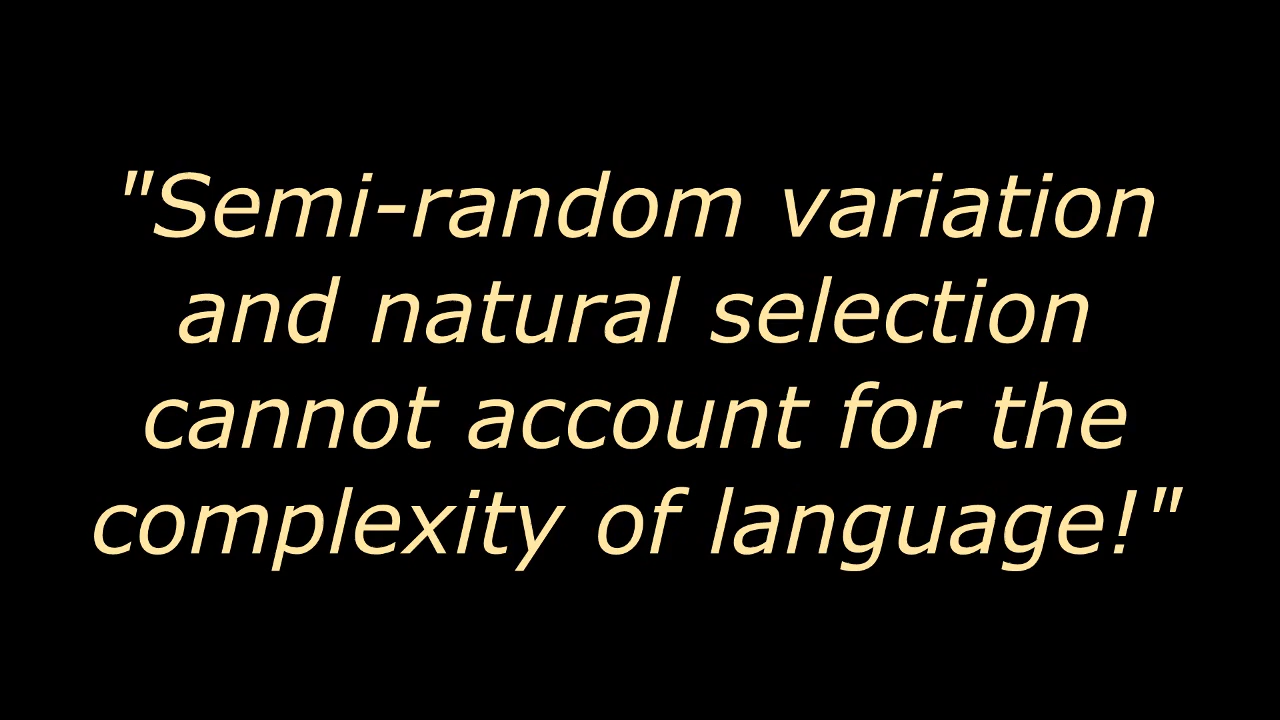 "Semi-random variation
and natural selection
cannot account for the
complexity of language!"